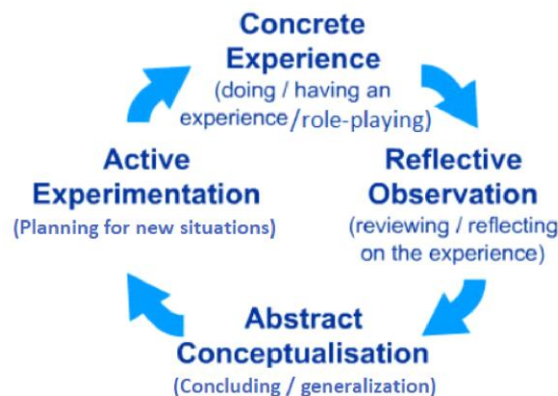 Concrete
Experience
(doing / having an
experience/role-playing)
Reflective
Observation
(reviewing / reflecting
on the experience)
Abstract
Conceptualisation
(Concluding / generalization)
Active
Experimentation
(Planning for new situations)